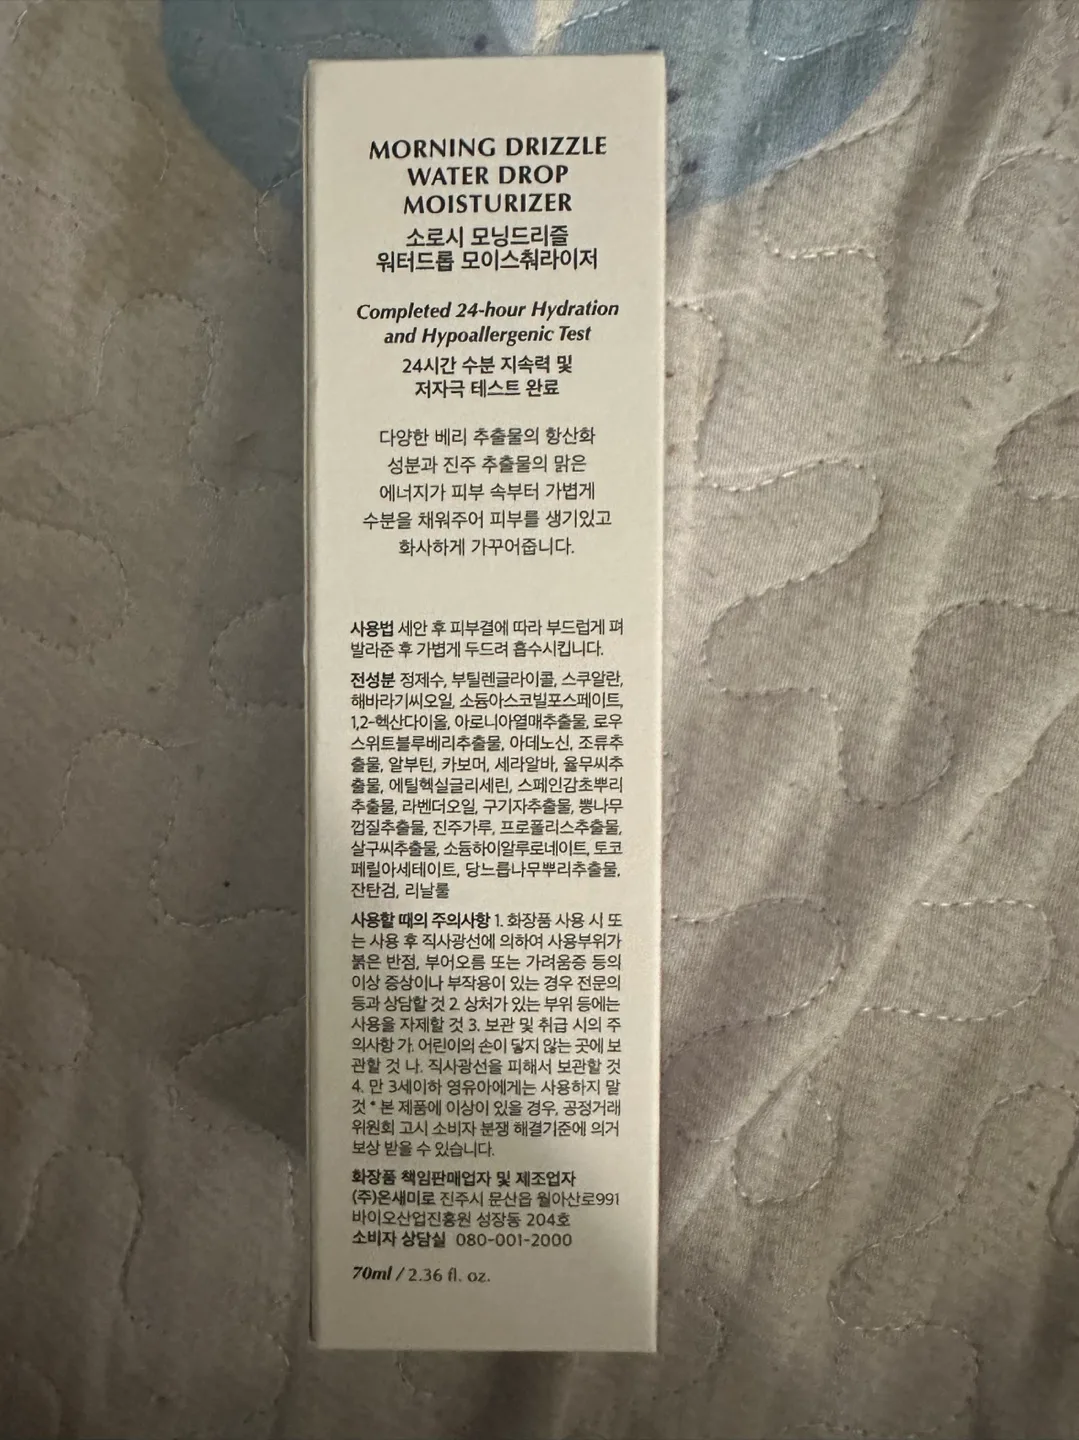 MORNING DRIZZLE
WATER DROP
MOISTURIZER
소로시 모닝드리즐
워터드롭 모이스춰라이저
Completed 24-hour Hydration
and Hypoallergenic Test
24시간 수분 지속력 및
저자극 테스트 완료
다양한 베리 추출물의 항산화
성분과 진주 추출물의 맑은
에너지가 피부 속부터 가볍게
수분을 채워주어 피부를 생기있고
화사하게 가꾸어줍니다.
사용법 세안 후 피부결에 따라 부드럽게 펴
발라준 후 가볍게 두드려 흡수시킵니다.
전성분 정제수, 부틸렌글라이콜, 스쿠알란,
해바라기씨오일, 소듐아스코빌포스페이트,
1,2-헥산다이올, 아로니아열매추출물, 로우
스위트블루베리추출물, 아데노신, 조류추
출물, 알부틴, 카보머, 세라알바, 율무씨추
출물, 에틸헥실글리세린, 스페인감초뿌리
추출물, 라벤더오일, 구기자추출물, 뽕나무
껍질추출물, 진주가루, 프로폴리스추출물,
살구씨추출물, 소듐하이알루로네이트, 토코
페릴아세테이트, 당느릅나무뿌리추출물,
잔탄검, 리날룰
사용할 때의 주의사항 1. 화장품 사용 시 또
는 사용 후 직사광선에 의하여 사용부위가
붉은 반점, 부어오름 또는 가려움증 등의
이상 증상이나 부작용이 있는 경우 전문의
등과 상담할 것 2. 상처가 있는 부위 등에는
사용을 자제할 것 3. 보관 및 취급 시의 주
의사항 가. 어린이의 손이 닿지 않는 곳에 보
관할 것 나. 직사광선을 피해서 보관할 것
4. 만 3세이하 영유아에게는 사용하지 말
것 * 본 제품에 이상이 있을 경우, 공정거래
위원회 고시 소비자 분쟁 해결기준에 의거
보상 받을 수 있습니다.
화장품 책임판매업자 및 제조업자
(주)온새미로 진주시 문산읍 월아산로991
바이오산업진흥원 성장동 204호
소비자 상담실 080-001-2000
70ml / 2.36 fl. oz.